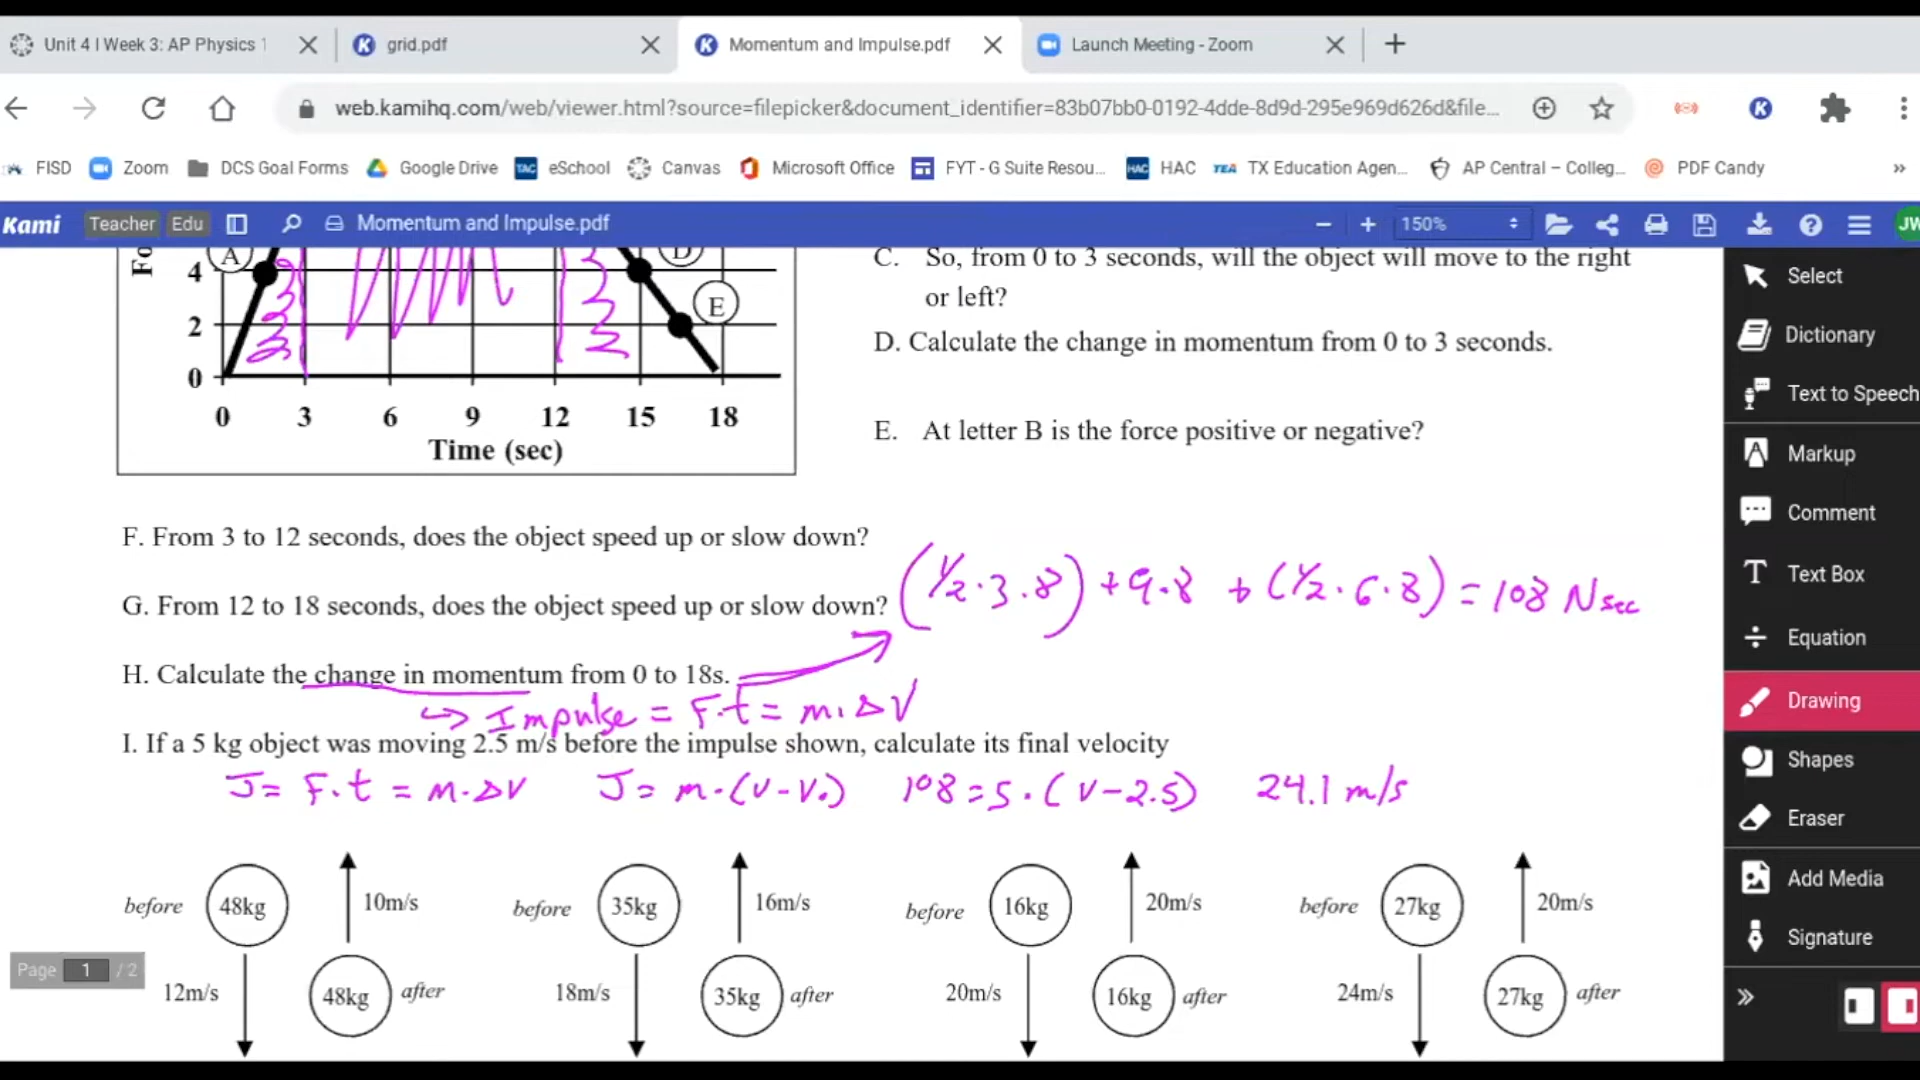 Unit 4 | Week 3: AP Physics 1
grid.pdf
Momentum and Impulse.pdf
Launch Meeting - Zoom
web.kamihq.com/web/viewer.html?source=filepicker&document_identifier=83b07bb0-0192-4dde-8d9d-295e969d626d&file...
FISD Zoom DCS Goal Forms Google Drive TAC eSchool Canvas Microsoft Office FYT - G Suite Resou... HAC HAC TEA TX Education Agen... AP Central – Colleg... PDF Candy »
Kami Teacher Edu Momentum and Impulse.pdf 150% JW
Fo
A
D
E
4
2
0
0 3 6 9 12 15 18
Time (sec)
C. So, from 0 to 3 seconds, will the object will move to the right
or left?
D. Calculate the change in momentum from 0 to 3 seconds.
E. At letter B is the force positive or negative?
F. From 3 to 12 seconds, does the object speed up or slow down?
G. From 12 to 18 seconds, does the object speed up or slow down?
(1/2·3·8) + 9·8 + (1/2·6·8) = 108 N sec
H. Calculate the change in momentum from 0 to 18s.
↪ Impulse = F·t = m·ΔV
I. If a 5 kg object was moving 2.5 m/s before the impulse shown, calculate its final velocity
J = F·t = m·ΔV J = m·(V-V₀) 108 = 5·(V-2.5) 24.1 m/s
before 48kg 10m/s before 35kg 16m/s before 16kg 20m/s before 27kg 20m/s
12m/s 48kg after 18m/s 35kg after 20m/s 16kg after 24m/s 27kg after
Page 1 / 2
Select
Dictionary
Text to Speech
Markup
Comment
Text Box
Equation
Drawing
Shapes
Eraser
Add Media
Signature